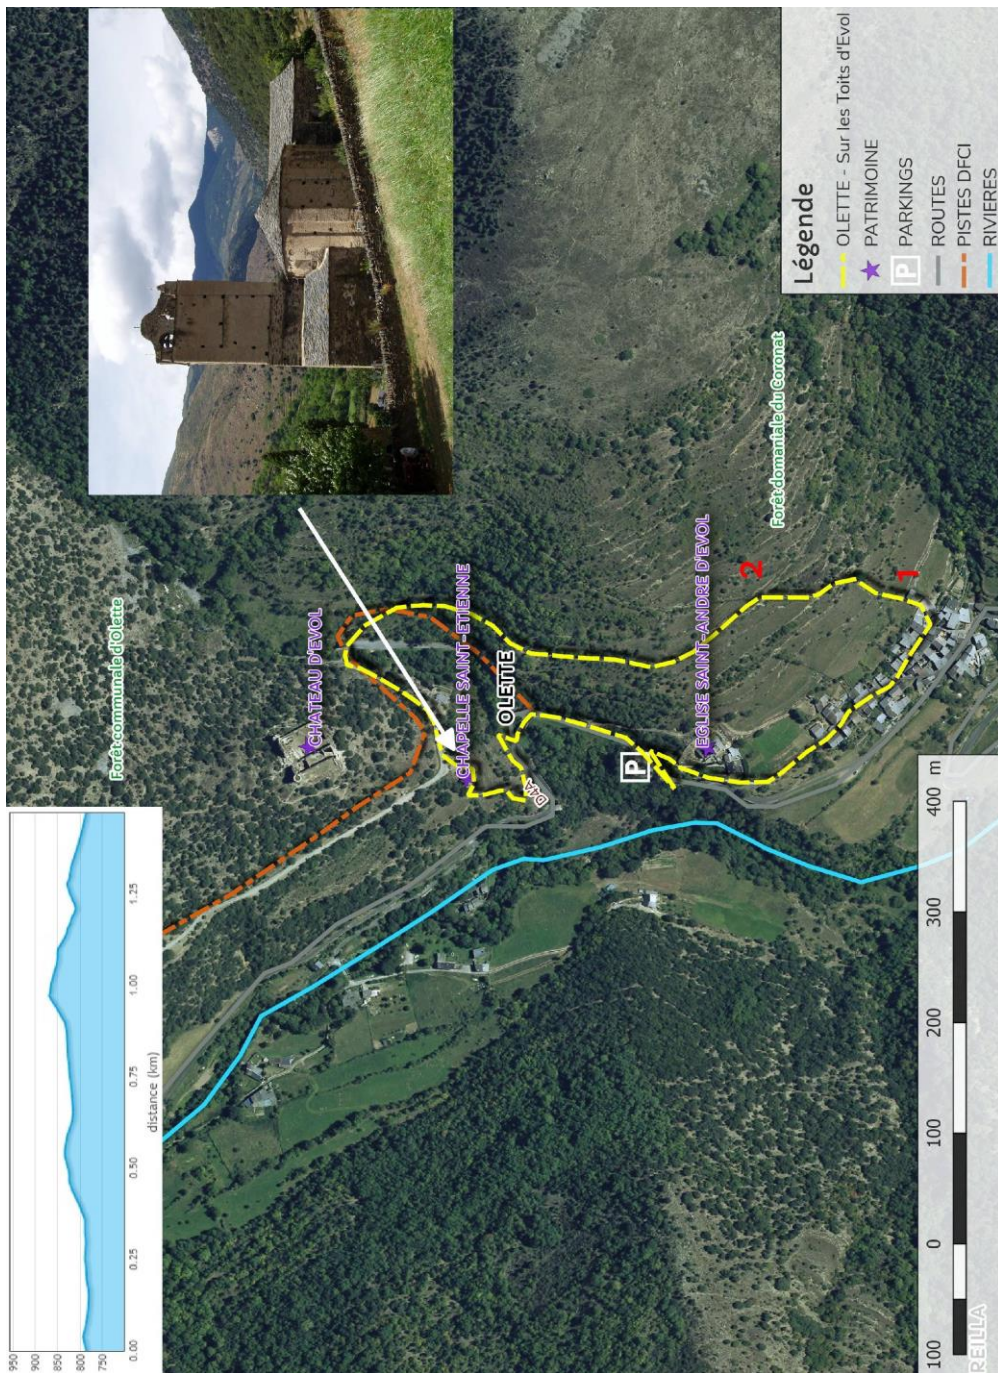 950
900
850
800
750
0.00
0.25
0.50
0.75
1.00
1.25
distance (km)
Forêt communale d'Olette
CHATEAU D'EVOL
CHAPELLE SAINT-ETIENNE
D4A
OLETTE
P
EGLISE SAINT-ANDRE D'EVOL
2
1
Forêt domaniale du Coronat
Légende
OLETTE - Sur les Toits d'Evol
PATRIMOINE
P PARKINGS
ROUTES
PISTES DFCI
RIVIERES
100 0 100 200 300 400 m
REILLA